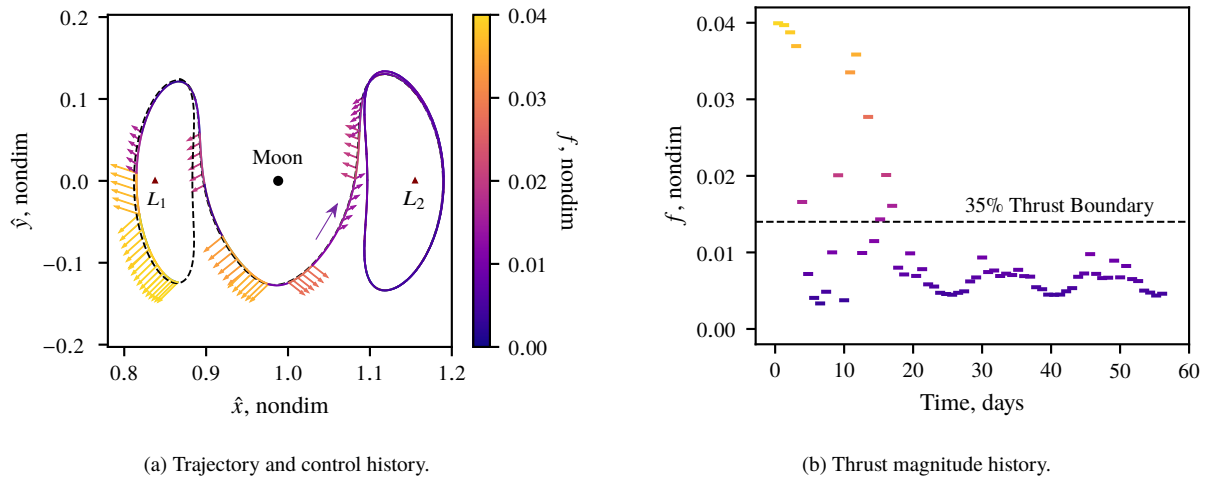 0.2
0.1
0.0
−0.1
−0.2
0.8
0.9
1.0
1.1
1.2
ŷ, nondim
x̂, nondim
Moon
L₁
L₂
0.04
0.03
0.02
0.01
0.00
f, nondim
(a) Trajectory and control history.
0.04
0.03
0.02
0.01
0.00
f, nondim
35% Thrust Boundary
0
10
20
30
40
50
60
Time, days
(b) Thrust magnitude history.